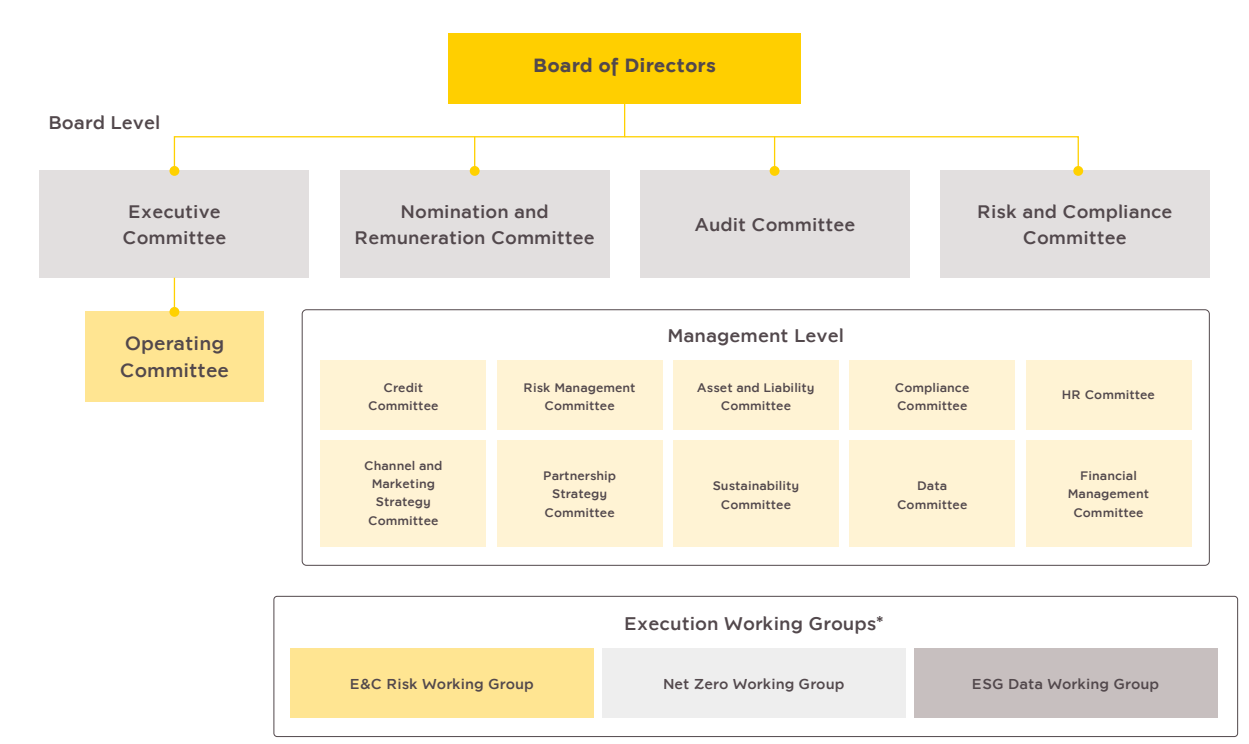 Board of Directors
Board Level
Executive
Committee
Nomination and
Remuneration Committee
Audit Committee
Risk and Compliance
Committee
Operating
Committee
Management Level
Credit
Committee
Risk Management
Committee
Asset and Liability
Committee
Compliance
Committee
HR Committee
Channel and
Marketing
Strategy
Committee
Partnership
Strategy
Committee
Sustainability
Committee
Data
Committee
Financial
Management
Committee
Execution Working Groups*
E&C Risk Working Group
Net Zero Working Group
ESG Data Working Group